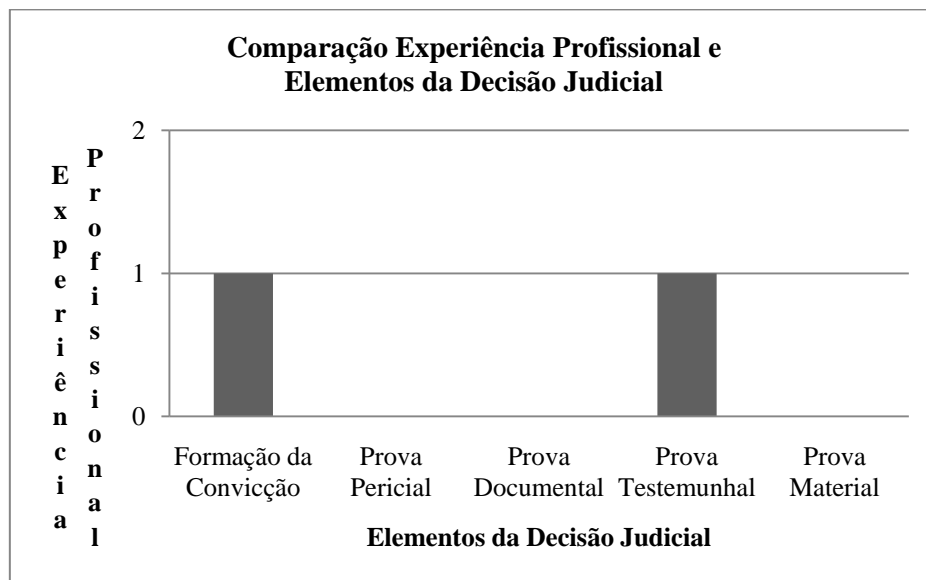 Comparação Experiência Profissional e
Elementos da Decisão Judicial
Experiência
Profissional
2
1
0
Formação da
Convicção
Prova
Pericial
Prova
Documental
Prova
Testemunhal
Prova
Material
Elementos da Decisão Judicial